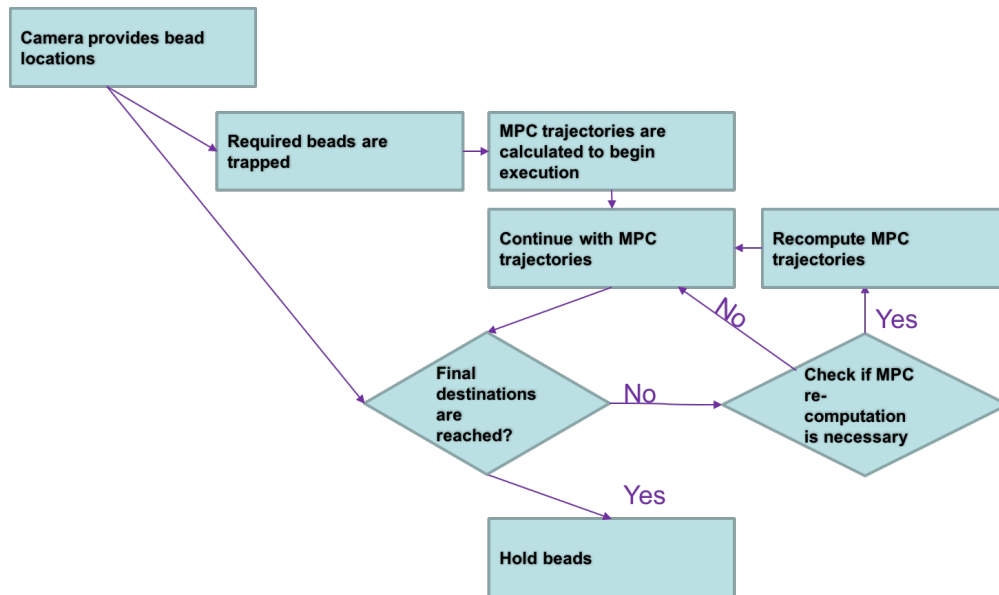 Camera provides bead
locations
Required beads are
trapped
MPC trajectories are
calculated to begin
execution
Continue with MPC
trajectories
Recompute MPC
trajectories
No
Yes
Final
destinations
are
reached?
No
Check if MPC
re-
computation
is necessary
Yes
Hold beads